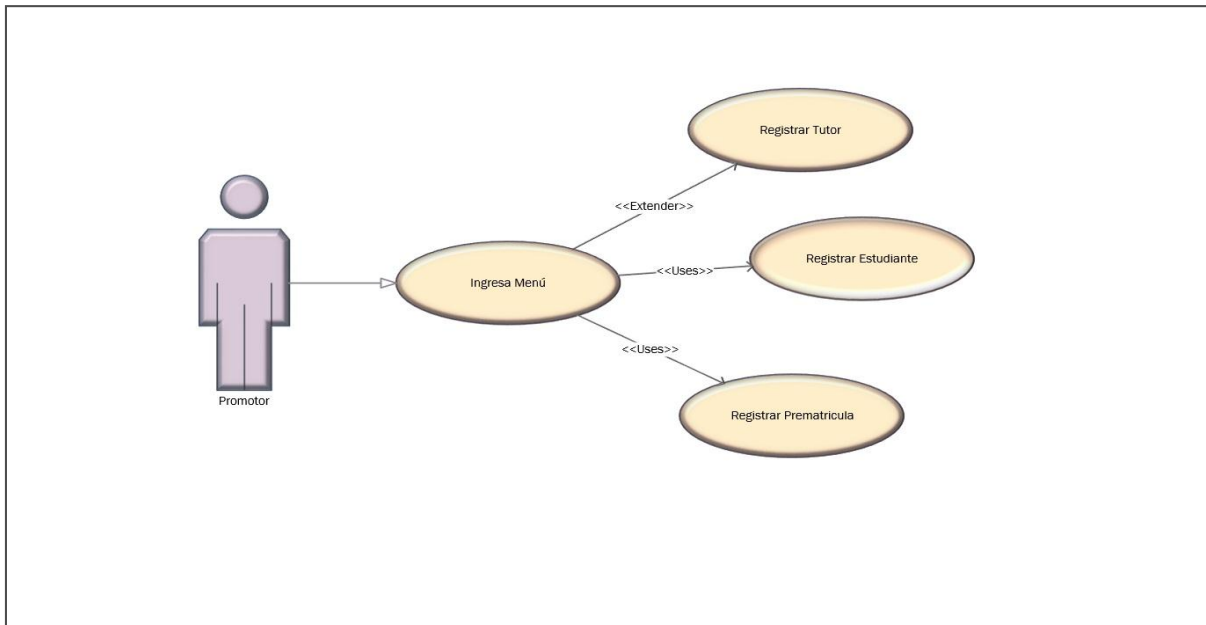 Registrar Tutor
<<Extender>>
Registrar Estudiante
<<Uses>>
Ingresa Menú
<<Uses>>
Promotor
Registrar Prematricula